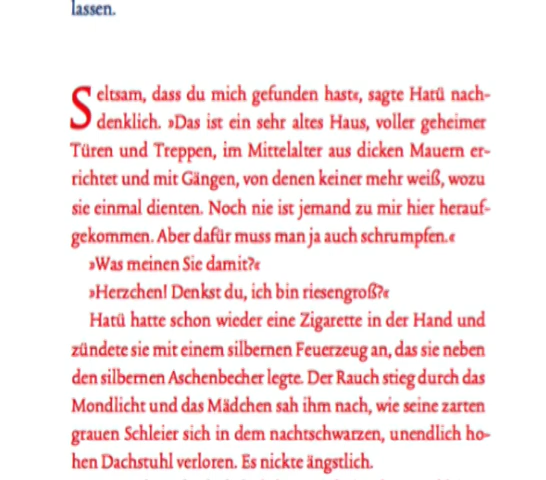 lassen.
Seltsam, dass du mich gefunden hast«, sagte Hatü nach-
denklich. »Das ist ein sehr altes Haus, voller geheimer
Türen und Treppen, im Mittelalter aus dicken Mauern er-
richtet und mit Gängen, von denen keiner mehr weiß, wozu
sie einmal dienten. Noch nie ist jemand zu mir hier herauf-
gekommen. Aber dafür muss man ja auch schrumpfen.«
»Was meinen Sie damit?«
»Herzchen! Denkst du, ich bin riesengroß?«
Hatü hatte schon wieder eine Zigarette in der Hand und
zündete sie mit einem silbernen Feuerzeug an, das sie neben
den silbernen Aschenbecher legte. Der Rauch stieg durch das
Mondlicht und das Mädchen sah ihm nach, wie seine zarten
grauen Schleier sich in dem nachtschwarzen, unendlich ho-
hen Dachstuhl verloren. Es nickte ängstlich.